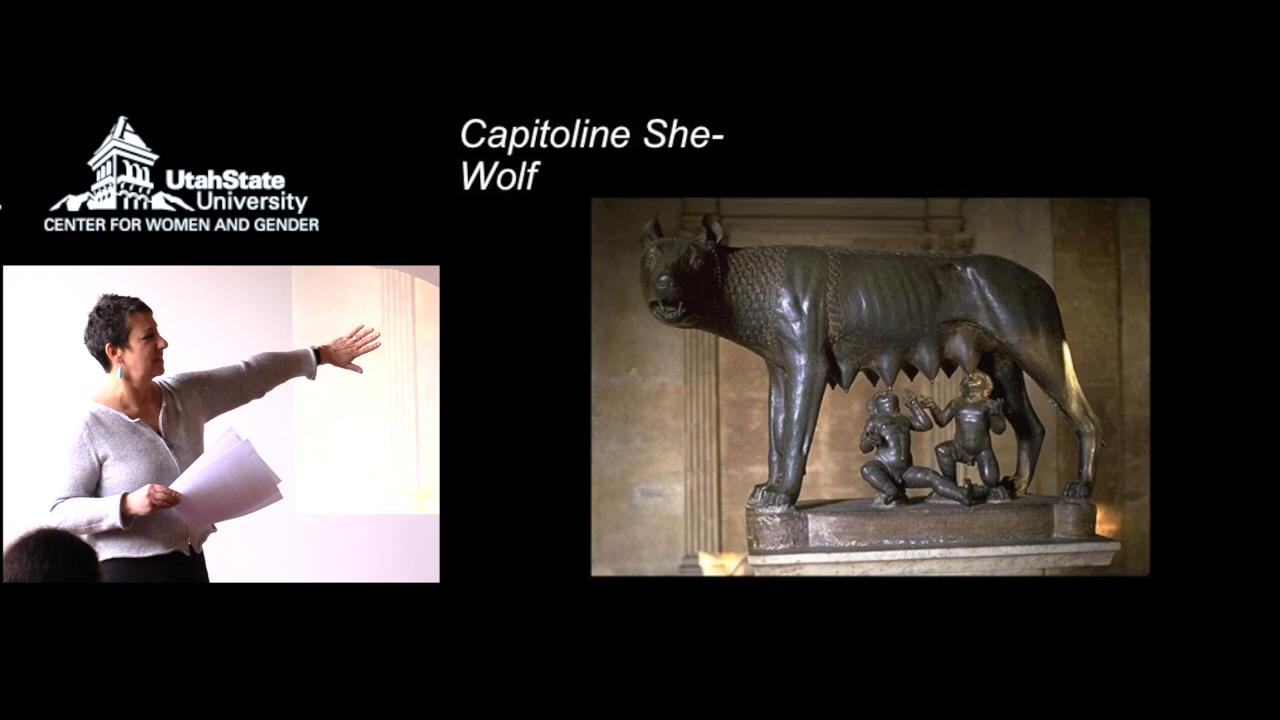 UtahState
University
CENTER FOR WOMEN AND GENDER
Capitoline She-
Wolf